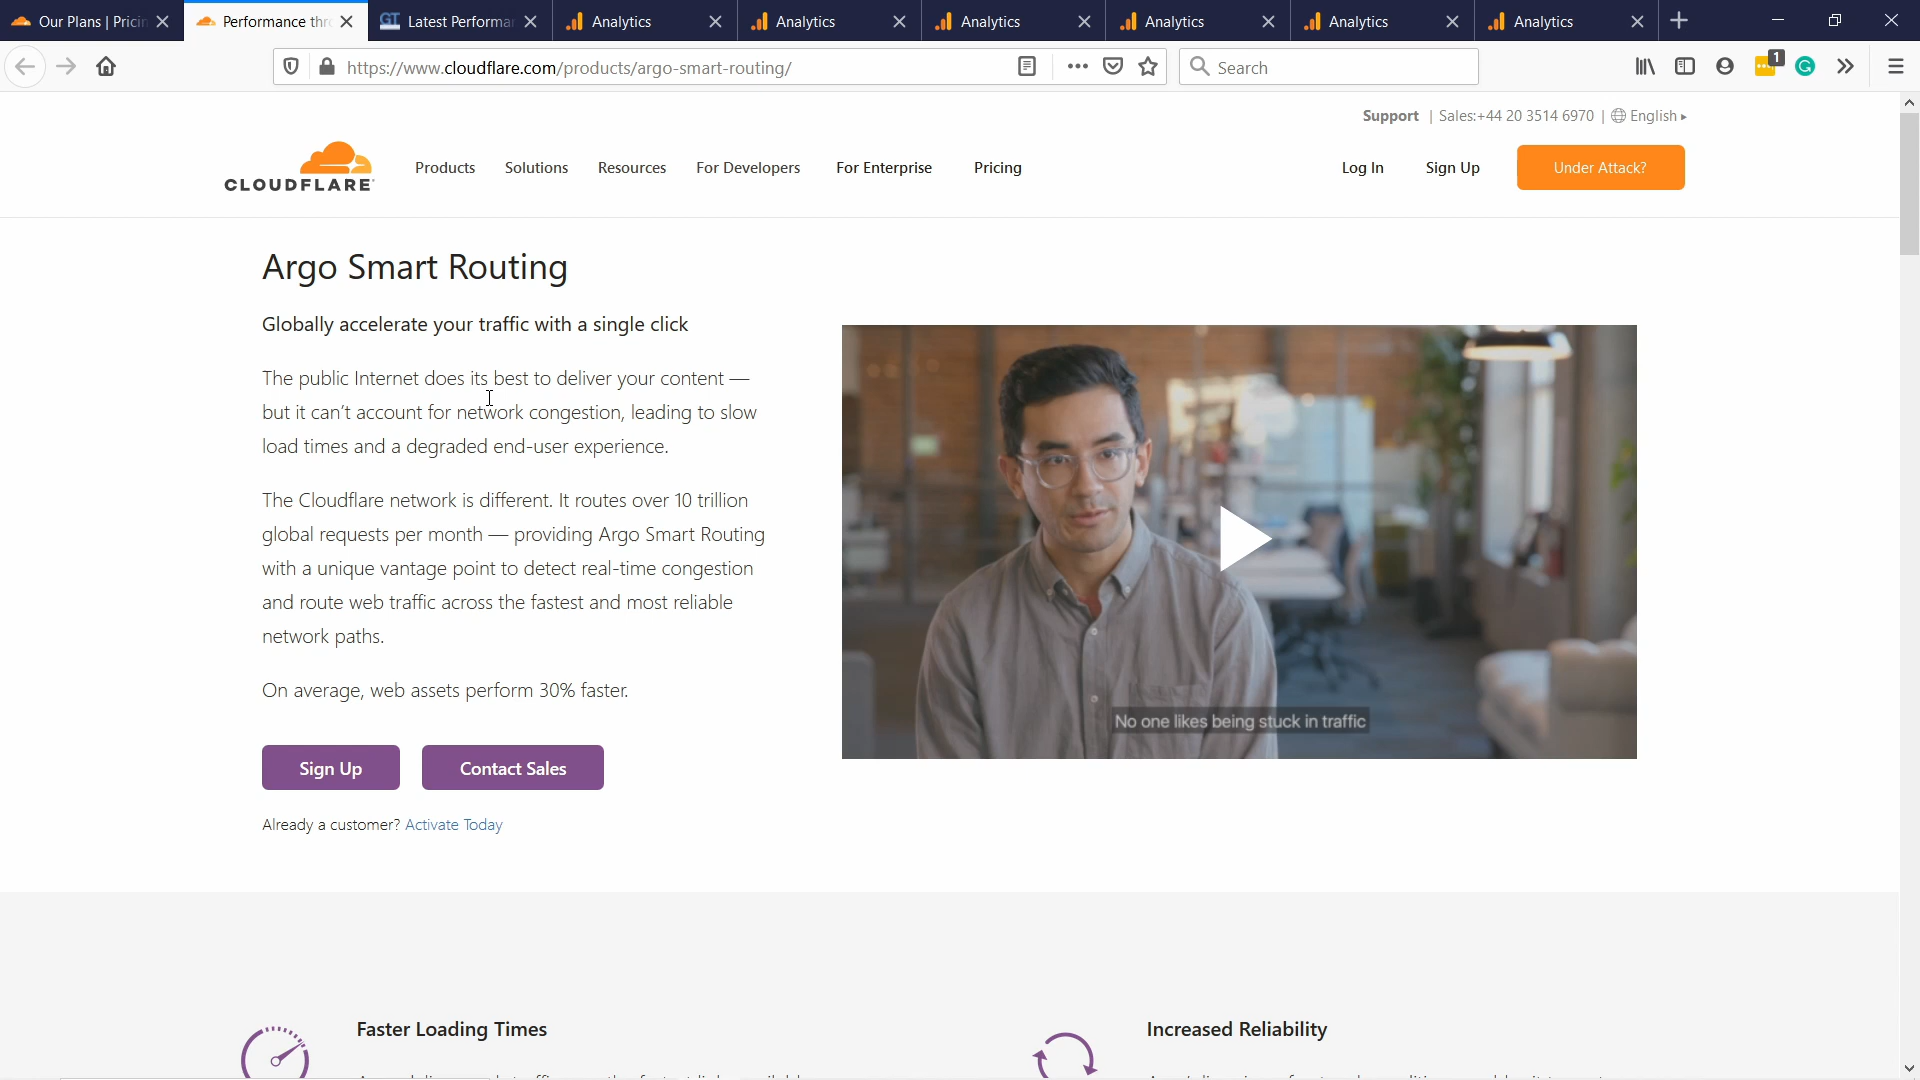 Our Plans | Pricin
Performance thr
GT Latest Performan
Analytics
Analytics
Analytics
Analytics
Analytics
Analytics
https://www.cloudflare.com/products/argo-smart-routing/
Search
1
Support | Sales:+44 20 3514 6970 | English
CLOUDFLARE
Products Solutions Resources For Developers For Enterprise Pricing Log In Sign Up Under Attack?
Argo Smart Routing
Globally accelerate your traffic with a single click
The public Internet does its best to deliver your content —
but it can’t account for network congestion, leading to slow
load times and a degraded end-user experience.
The Cloudflare network is different. It routes over 10 trillion
global requests per month — providing Argo Smart Routing
with a unique vantage point to detect real-time congestion
and route web traffic across the fastest and most reliable
network paths.
On average, web assets perform 30% faster.
No one likes being stuck in traffic
Sign Up Contact Sales
Already a customer? Activate Today
Faster Loading Times
Increased Reliability